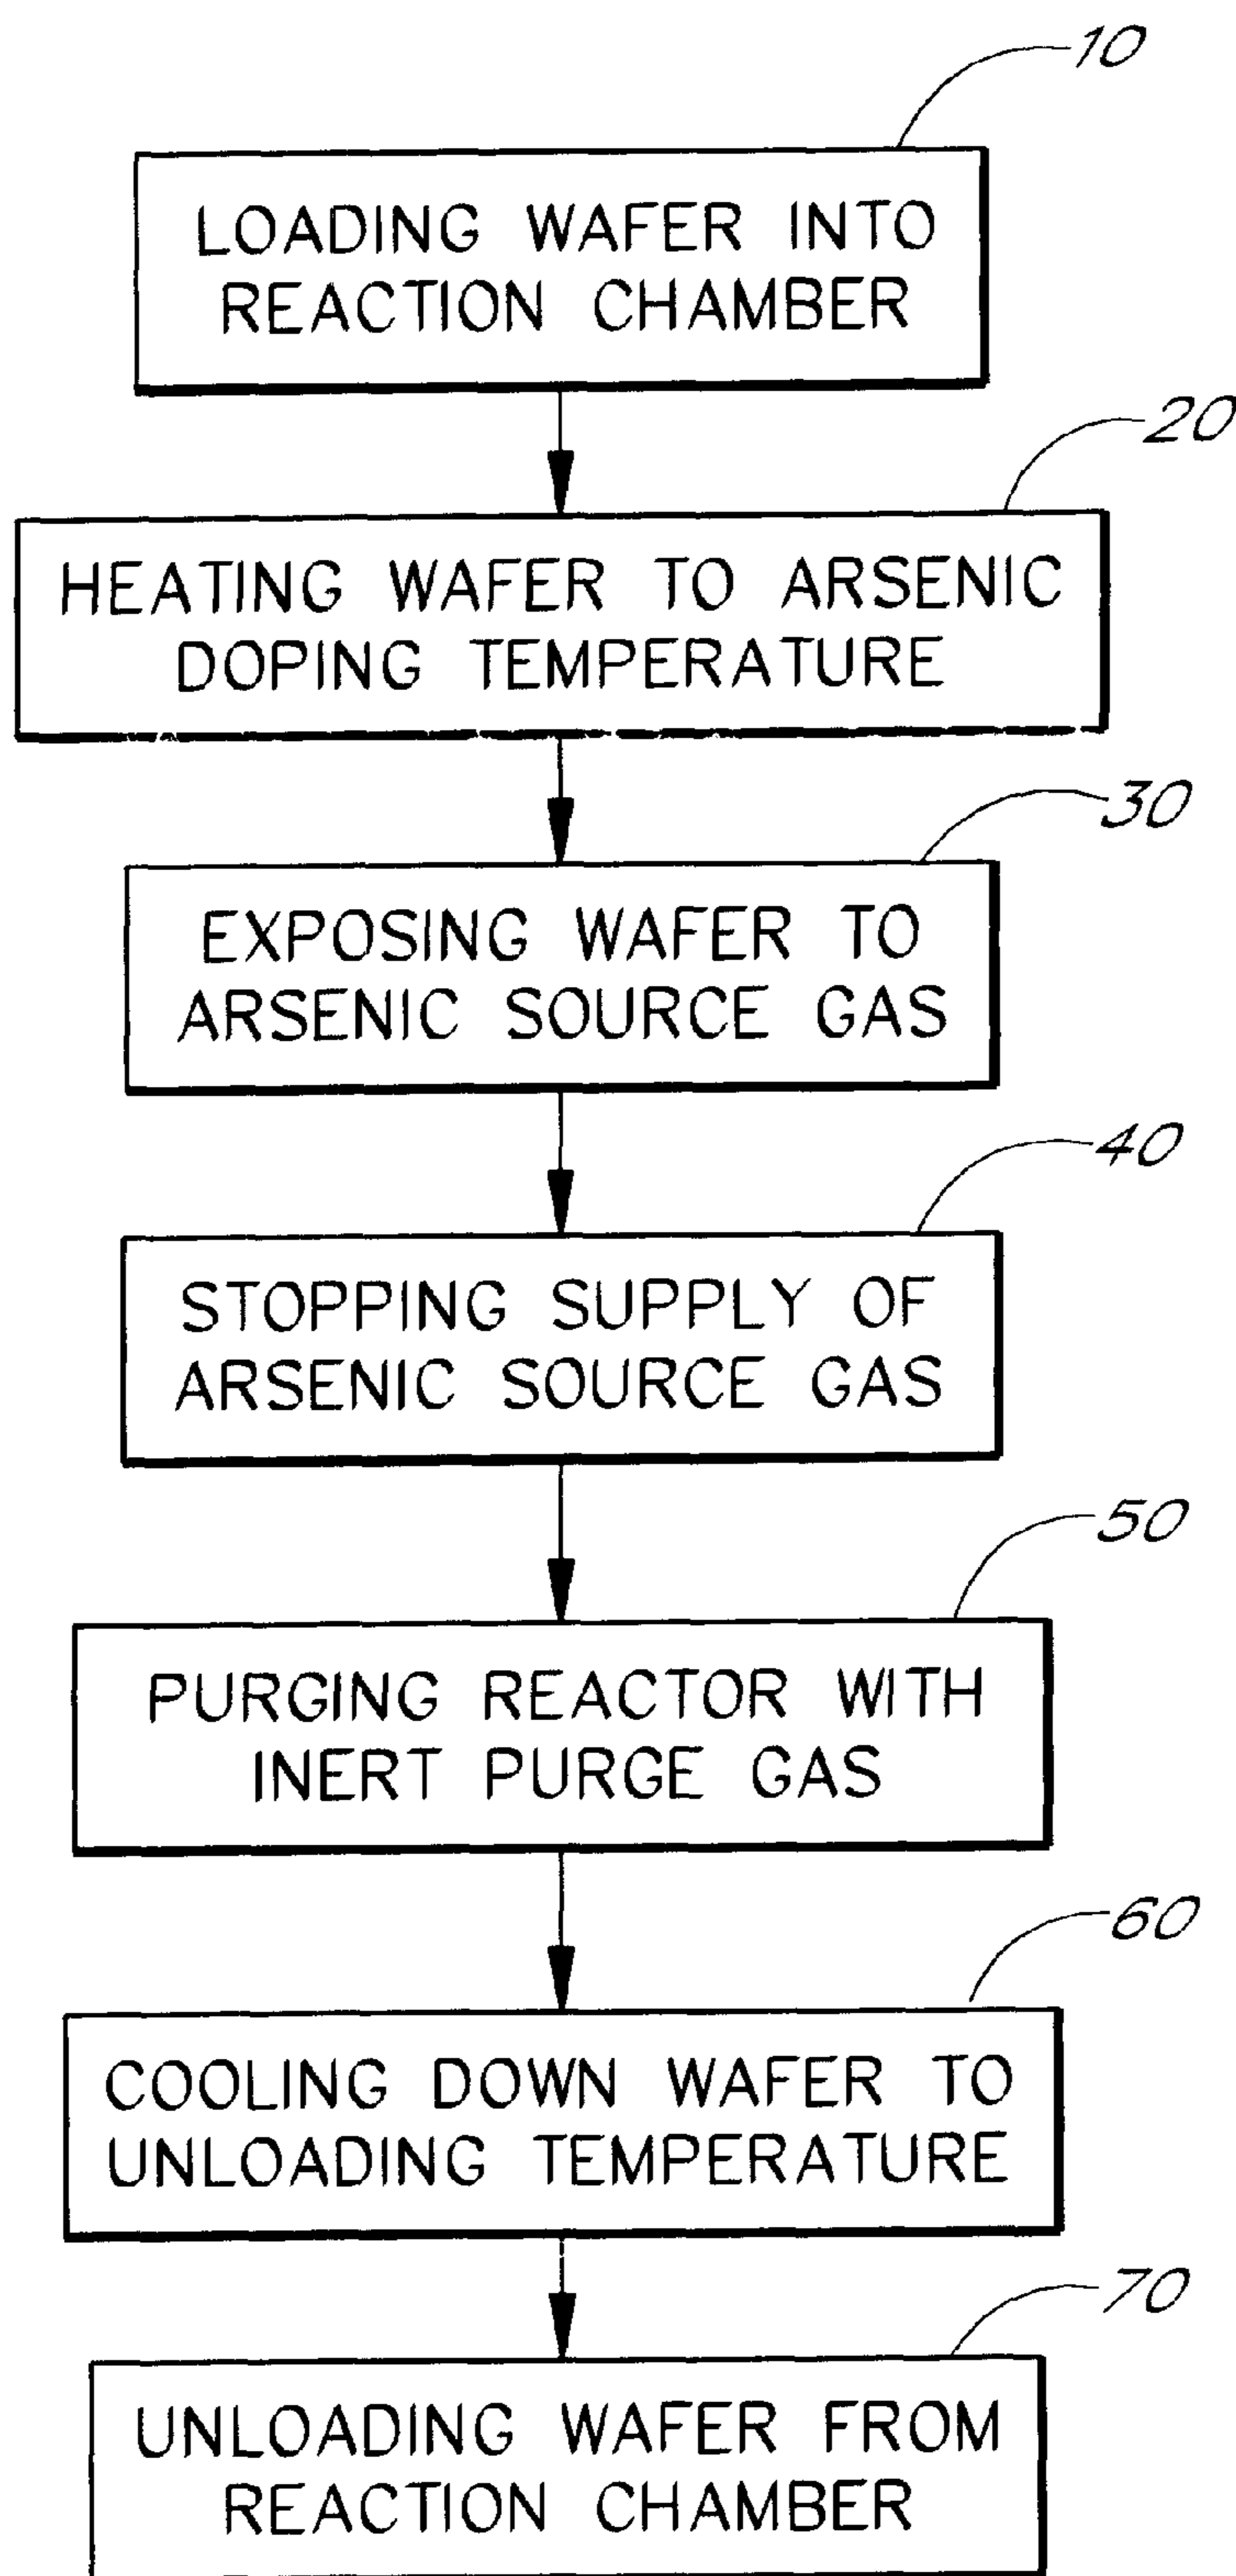 10
LOADING WAFER INTO
REACTION CHAMBER
20
HEATING WAFER TO ARSENIC
DOPING TEMPERATURE
30
EXPOSING WAFER TO
ARSENIC SOURCE GAS
40
STOPPING SUPPLY OF
ARSENIC SOURCE GAS
50
PURGING REACTOR WITH
INERT PURGE GAS
60
COOLING DOWN WAFER TO
UNLOADING TEMPERATURE
70
UNLOADING WAFER FROM
REACTION CHAMBER